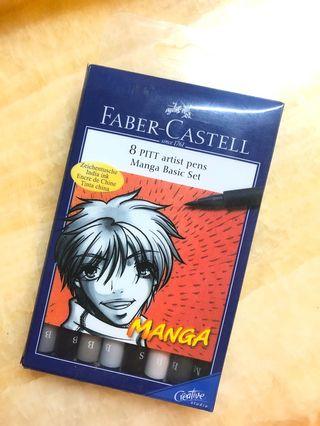 FABER-CASTELL
since 1761
8 PITT artist pens
Manga Basic Set
Zeichentusche
India ink
Encre de Chine
Tinta china
MANGA
B B B B S B M
Creative
studio